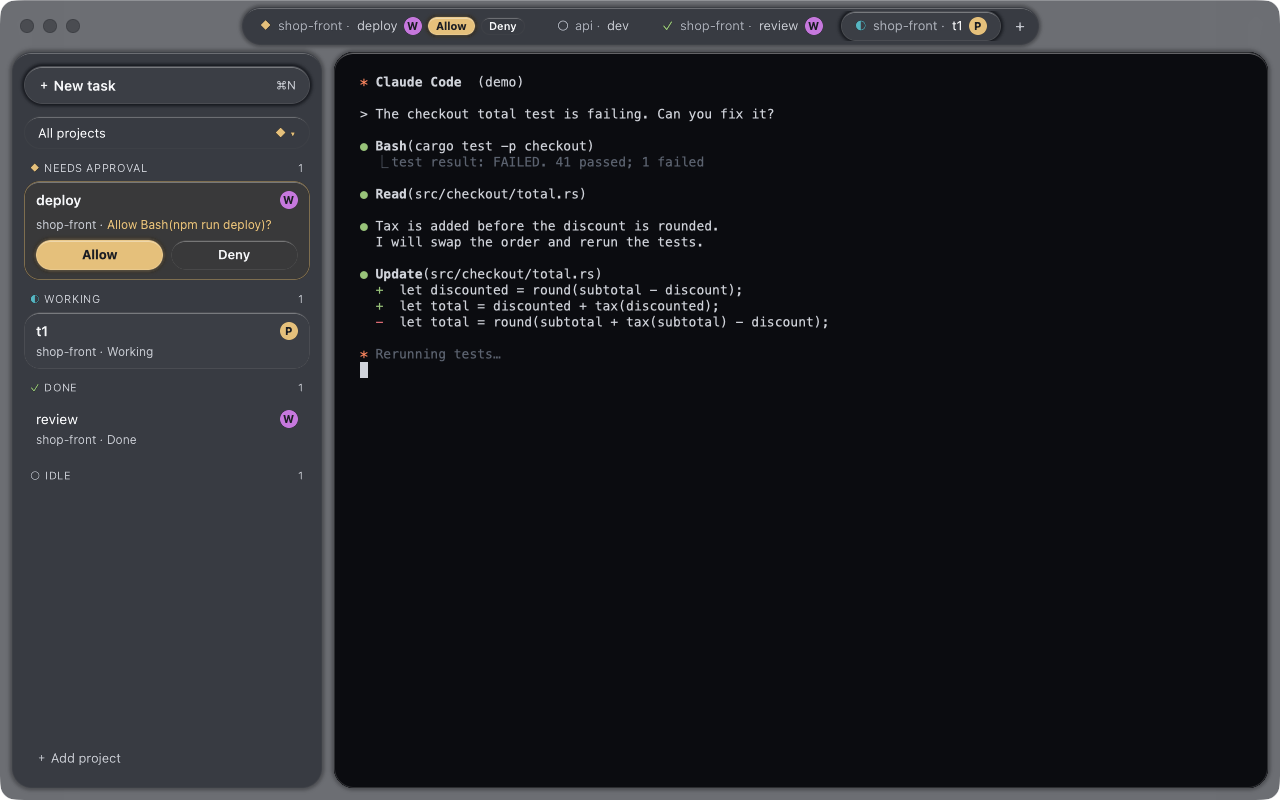 shop-front · deploy W Allow Deny
api · dev
shop-front · review W
shop-front · t1 P
+
+ New task ⌘N
All projects
NEEDS APPROVAL 1
deploy W
shop-front · Allow Bash(npm run deploy)?
Allow Deny
WORKING 1
t1 P
shop-front · Working
DONE 1
review W
shop-front · Done
IDLE 1
+ Add project
* Claude Code (demo)
> The checkout total test is failing. Can you fix it?
● Bash(cargo test -p checkout)
⎿test result: FAILED. 41 passed; 1 failed
● Read(src/checkout/total.rs)
● Tax is added before the discount is rounded.
I will swap the order and rerun the tests.
● Update(src/checkout/total.rs)
+ let discounted = round(subtotal - discount);
+ let total = discounted + tax(discounted);
- let total = round(subtotal + tax(subtotal) - discount);
* Rerunning tests…